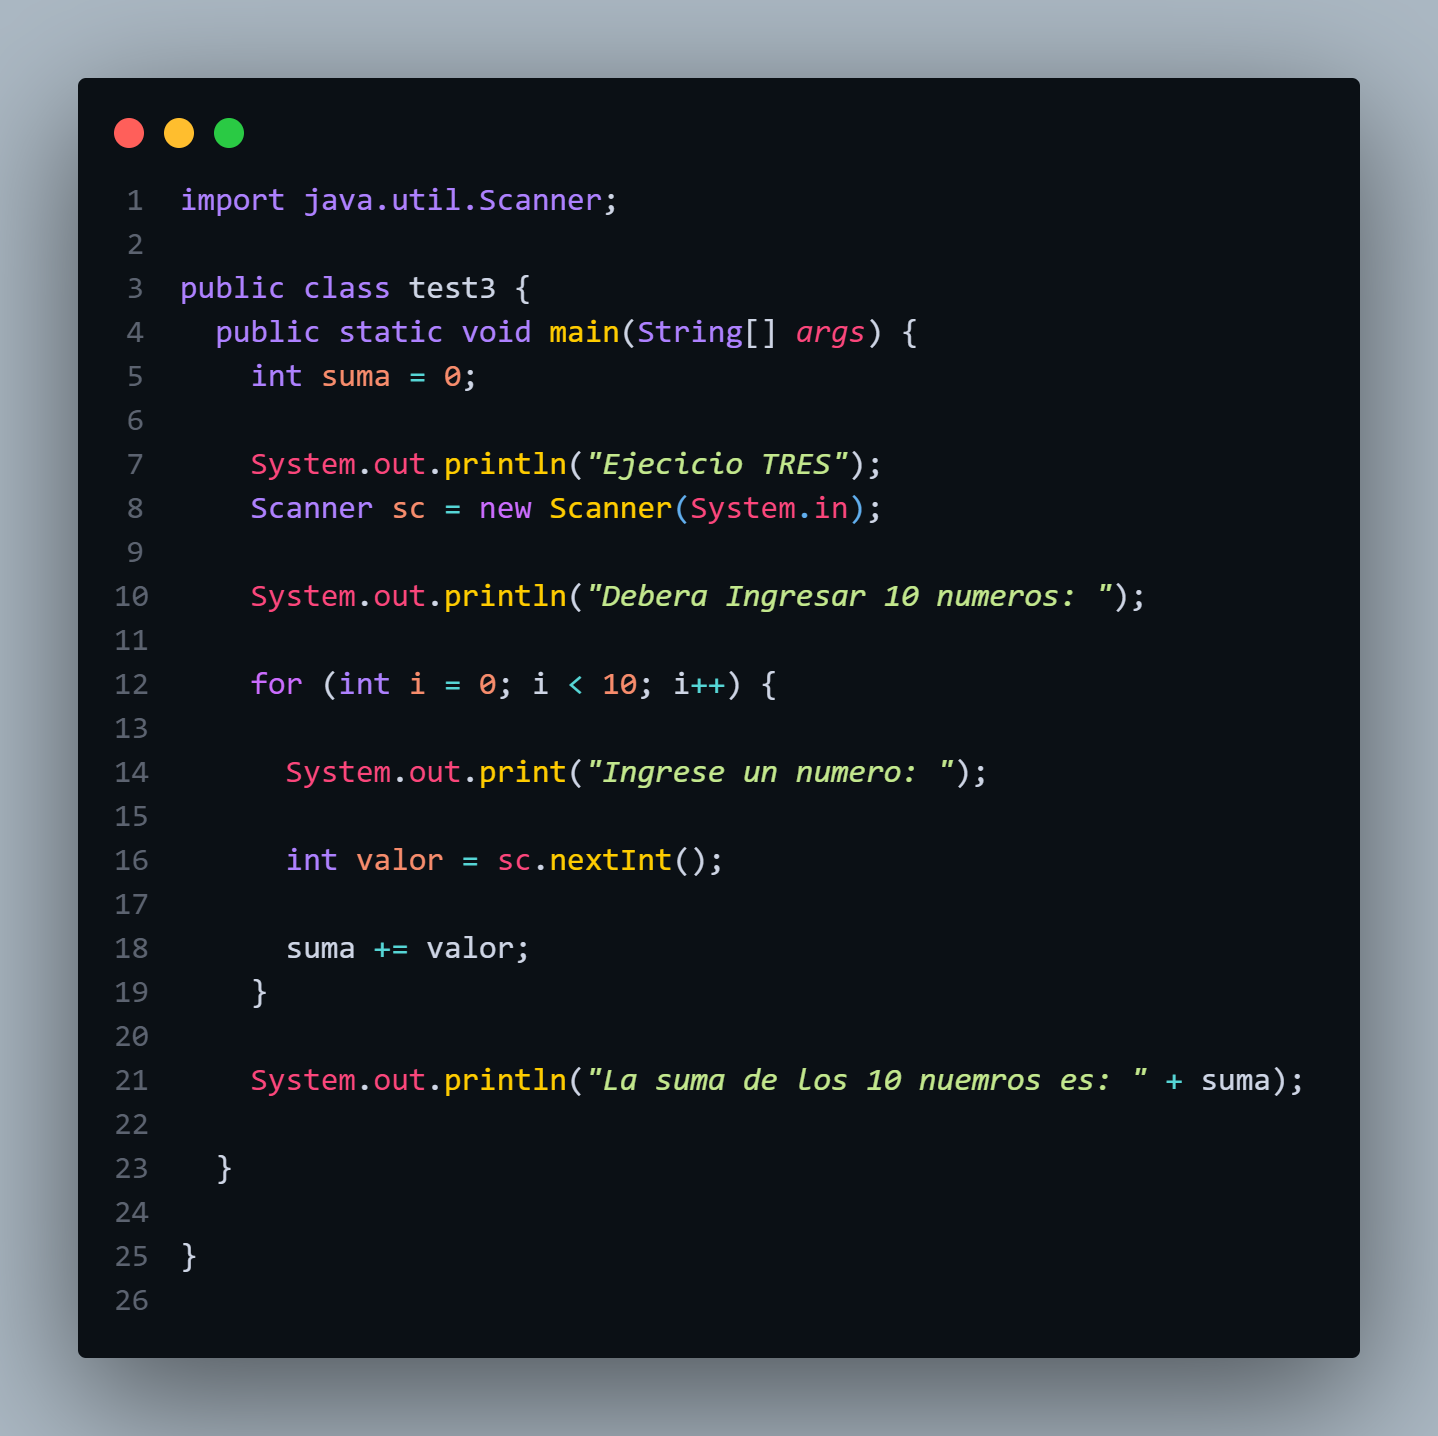 1 import java.util.Scanner;
2
3 public class test3 {
4   public static void main(String[] args) {
5     int suma = 0;
6
7     System.out.println("Ejecicio TRES");
8     Scanner sc = new Scanner(System.in);
9
10     System.out.println("Debera Ingresar 10 numeros: ");
11
12     for (int i = 0; i < 10; i++) {
13
14       System.out.print("Ingrese un numero: ");
15
16       int valor = sc.nextInt();
17
18       suma += valor;
19     }
20
21     System.out.println("La suma de los 10 nuemros es: " + suma);
22
23   }
24
25 }
26